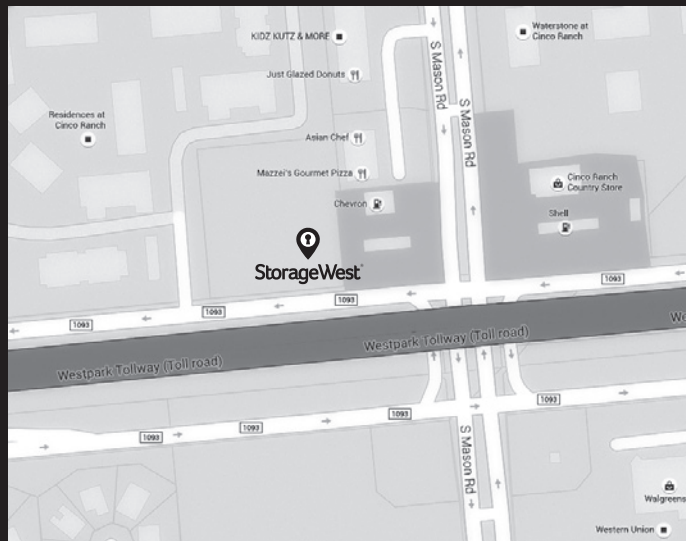 KIDZ KUTZ & MORE
Waterstone at
Cinco Ranch
S Mason Rd
Just Glazed Donuts
S Mason Rd
Residences at
Cinco Ranch
Asian Chef
Mazzei's Gourmet Pizza
Cinco Ranch
Country Store
Chevron
Shell
StorageWest
1093
1093
1093
1093
We
Westpark Tollway (Toll road)
Westpark Tollway (Toll road)
1093
1093
1093
1093
S Mason Rd
Walgreens
Western Union